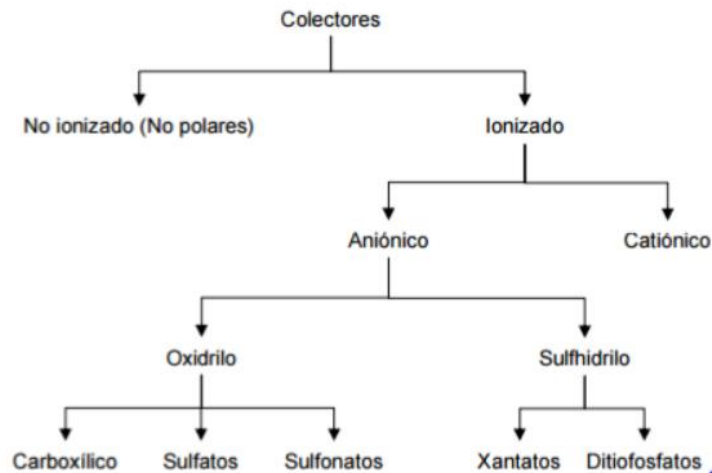 Colectores
No ionizado (No polares)
Ionizado
Aniónico
Catiónico
Oxidrilo
Sulfhidrilo
Carboxílico
Sulfatos
Sulfonatos
Xantatos
Ditiofosfatos